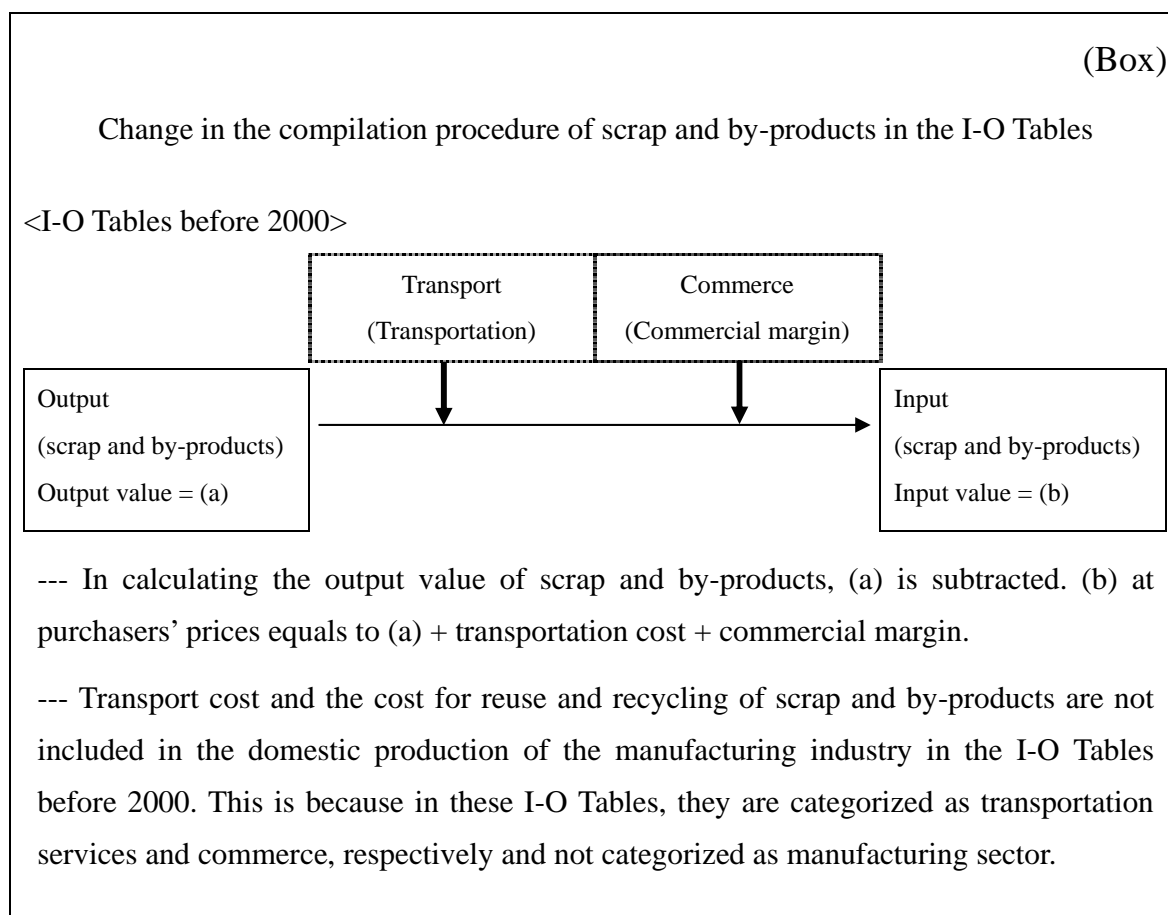 (Box)
Change in the compilation procedure of scrap and by-products in the I-O Tables
<I-O Tables before 2000>
Transport
(Transportation)
Commerce
(Commercial margin)
Output
(scrap and by-products)
Output value = (a)
Input
(scrap and by-products)
Input value = (b)
--- In calculating the output value of scrap and by-products, (a) is subtracted. (b) at
purchasers’ prices equals to (a) + transportation cost + commercial margin.
--- Transport cost and the cost for reuse and recycling of scrap and by-products are not
included in the domestic production of the manufacturing industry in the I-O Tables
before 2000. This is because in these I-O Tables, they are categorized as transportation
services and commerce, respectively and not categorized as manufacturing sector.